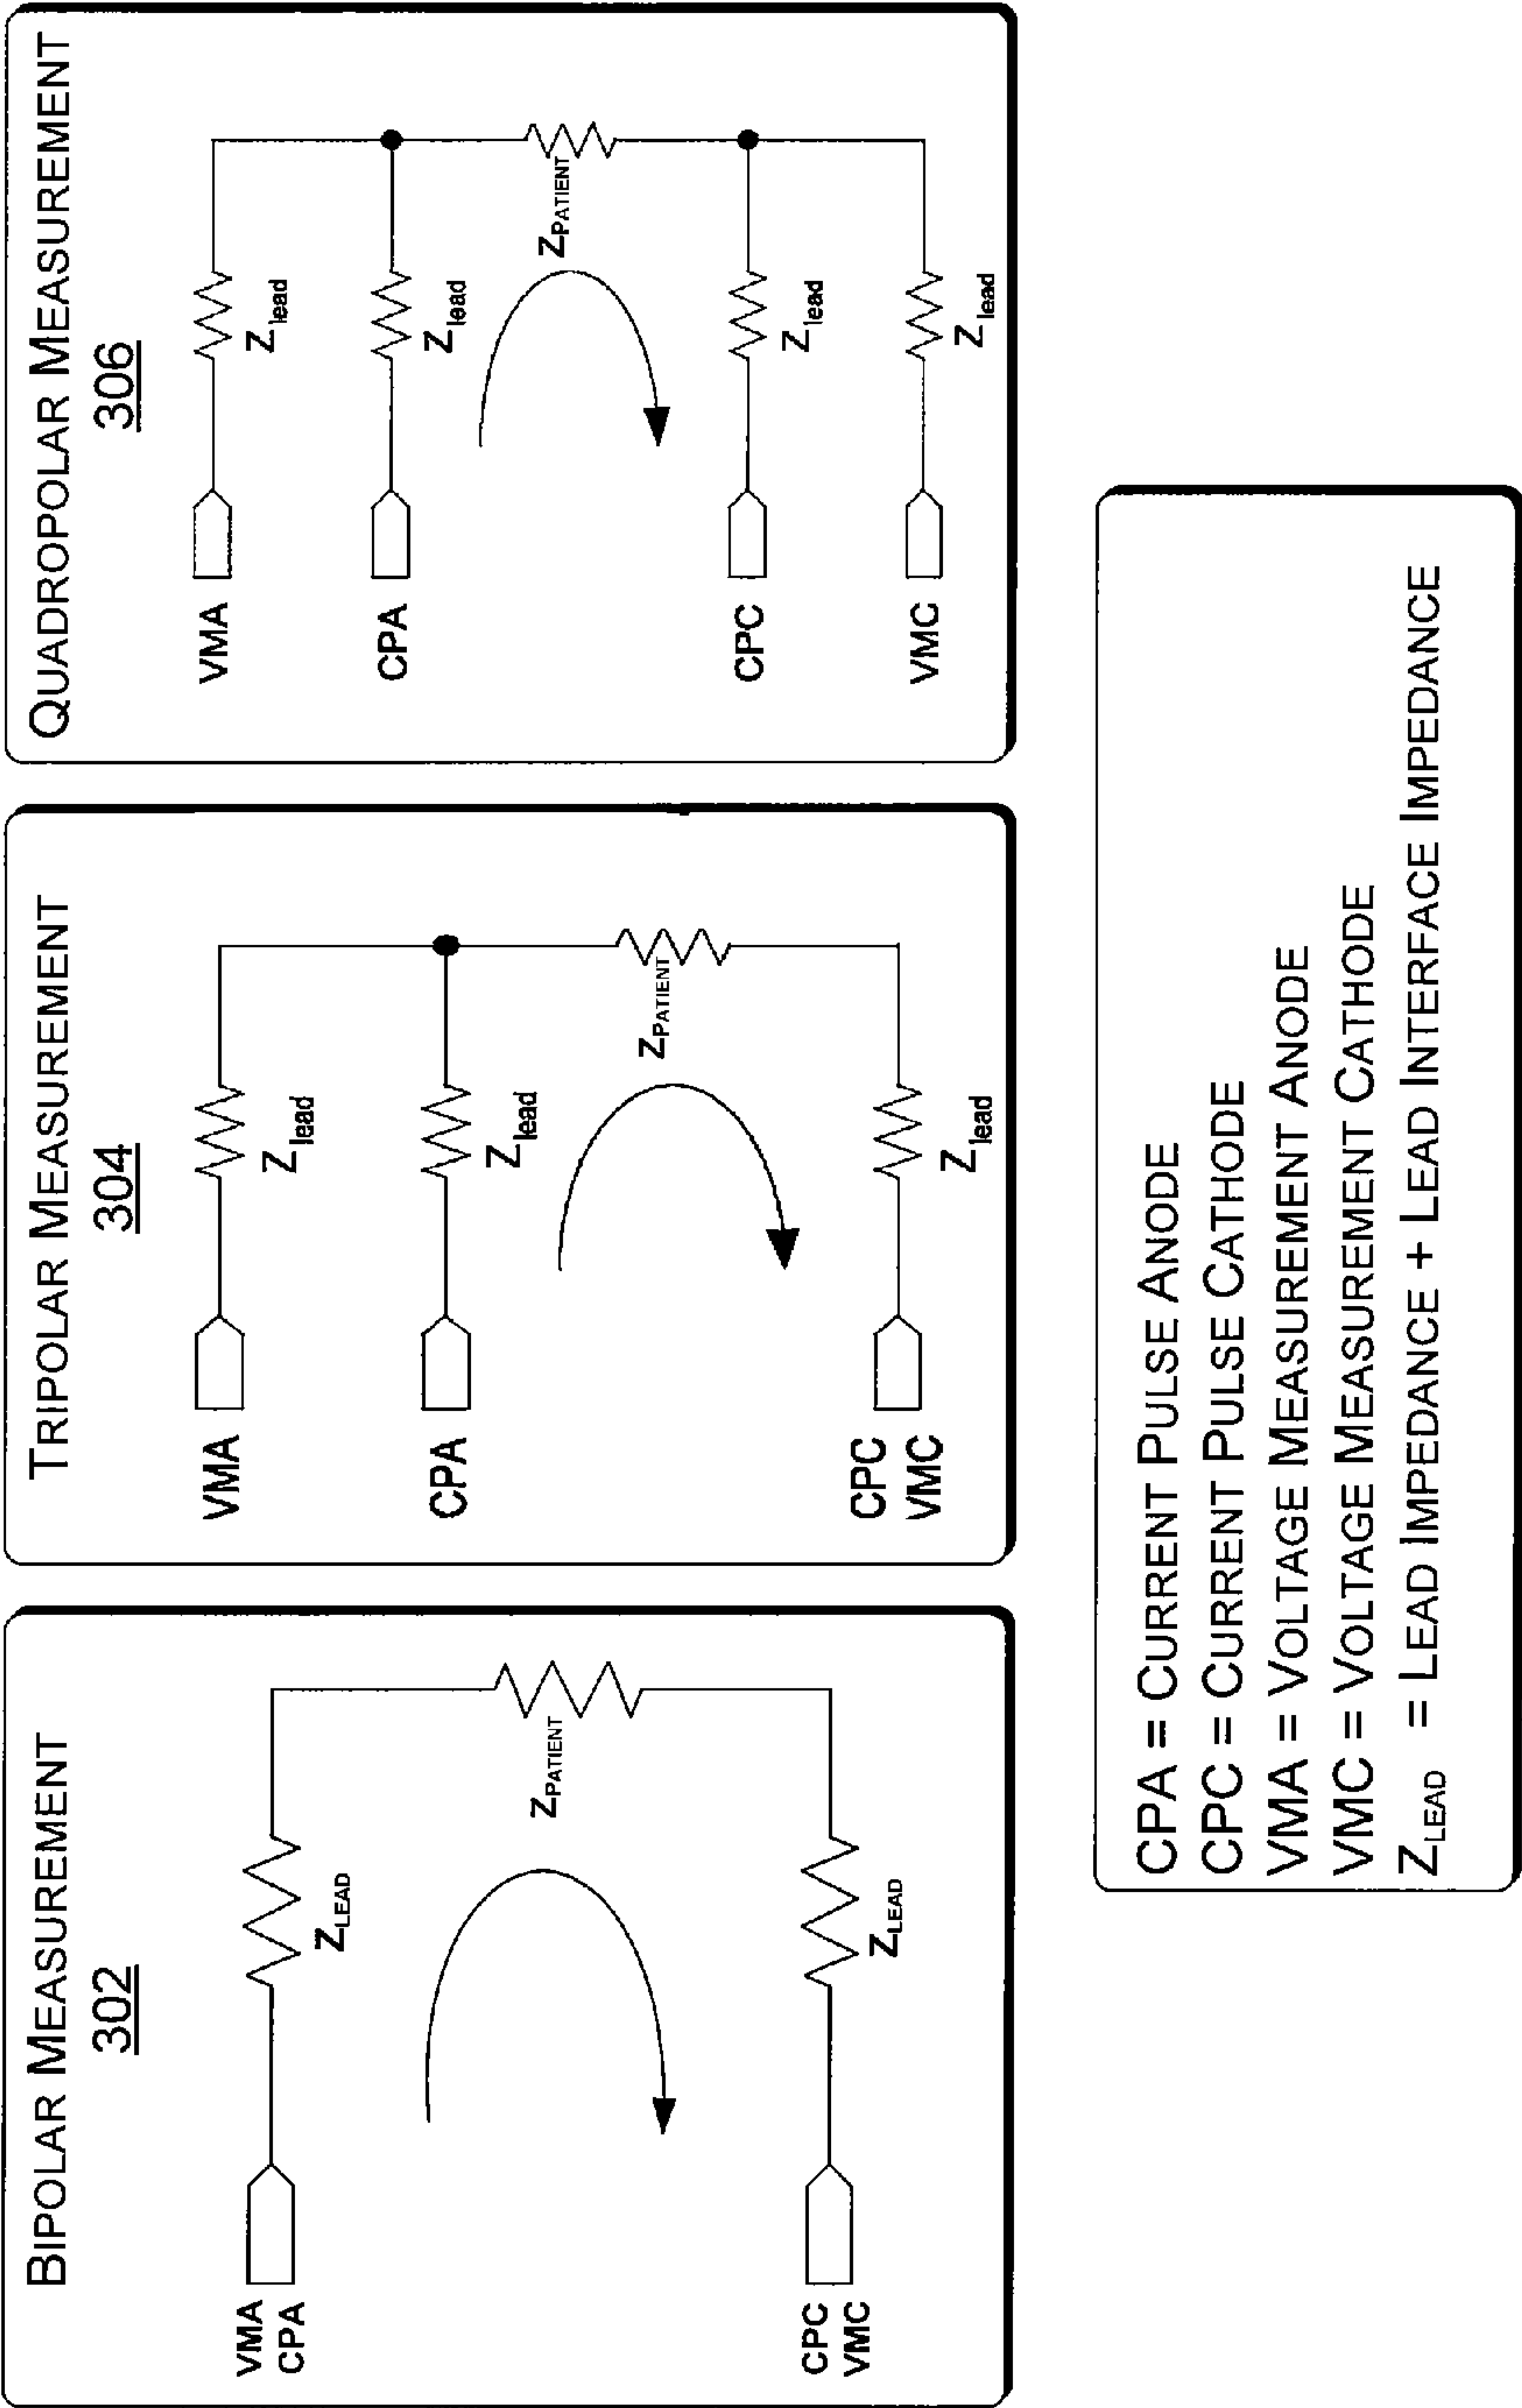 BIPOLAR MEASUREMENT
302
VMA
CPA
ZLEAD
ZPATIENT
CPC
VMC
ZLEAD
TRIPOLAR MEASUREMENT
304
VMA
Zlead
CPA
Zlead
ZPATIENT
CPC
VMC
Zlead
QUADROPOLAR MEASUREMENT
306
VMA
Zlead
CPA
Zlead
ZPATIENT
CPC
Zlead
VMC
Zlead
CPA = CURRENT PULSE ANODE
CPC = CURRENT PULSE CATHODE
VMA = VOLTAGE MEASUREMENT ANODE
VMC = VOLTAGE MEASUREMENT CATHODE
ZLEAD = LEAD IMPEDANCE + LEAD INTERFACE IMPEDANCE